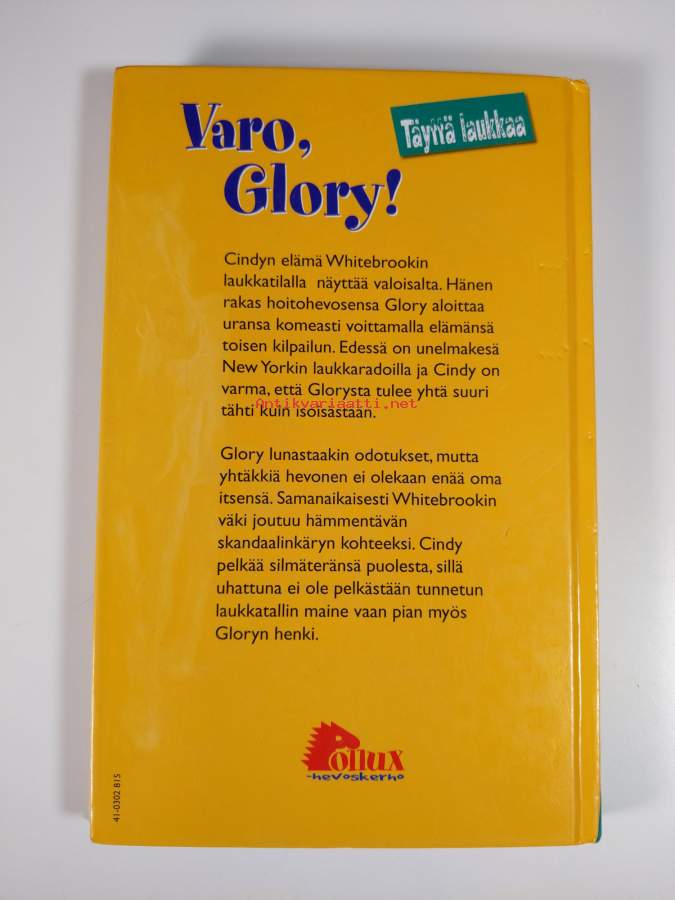 Varo,
Glory!
Täyttä laukkaa
Cindyn elämä Whitebrookin
laukkatilalla näyttää valoisalta. Hänen
rakas hoitohevosensa Glory aloittaa
uransa komeasti voittamalla elämänsä
toisen kilpailun. Edessä on unelmakesä
New Yorkin laukkaradoilla ja Cindy on
varma, että Glorysta tulee yhtä suuri
tähti kuin isoisästään.
Antikvariaatti.net
Glory lunastaakin odotukset, mutta
yhtäkkiä hevonen ei olekaan enää oma
itsensä. Samanaikaisesti Whitebrookin
väki joutuu hämmentävän
skandaalinkäryn kohteeksi. Cindy
pelkää silmäteränsä puolesta, sillä
uhattuna ei ole pelkästään tunnetun
laukkatallin maine vaan pian myös
Gloryn henki.
Pollux
-hevoskerho
41-0302 815